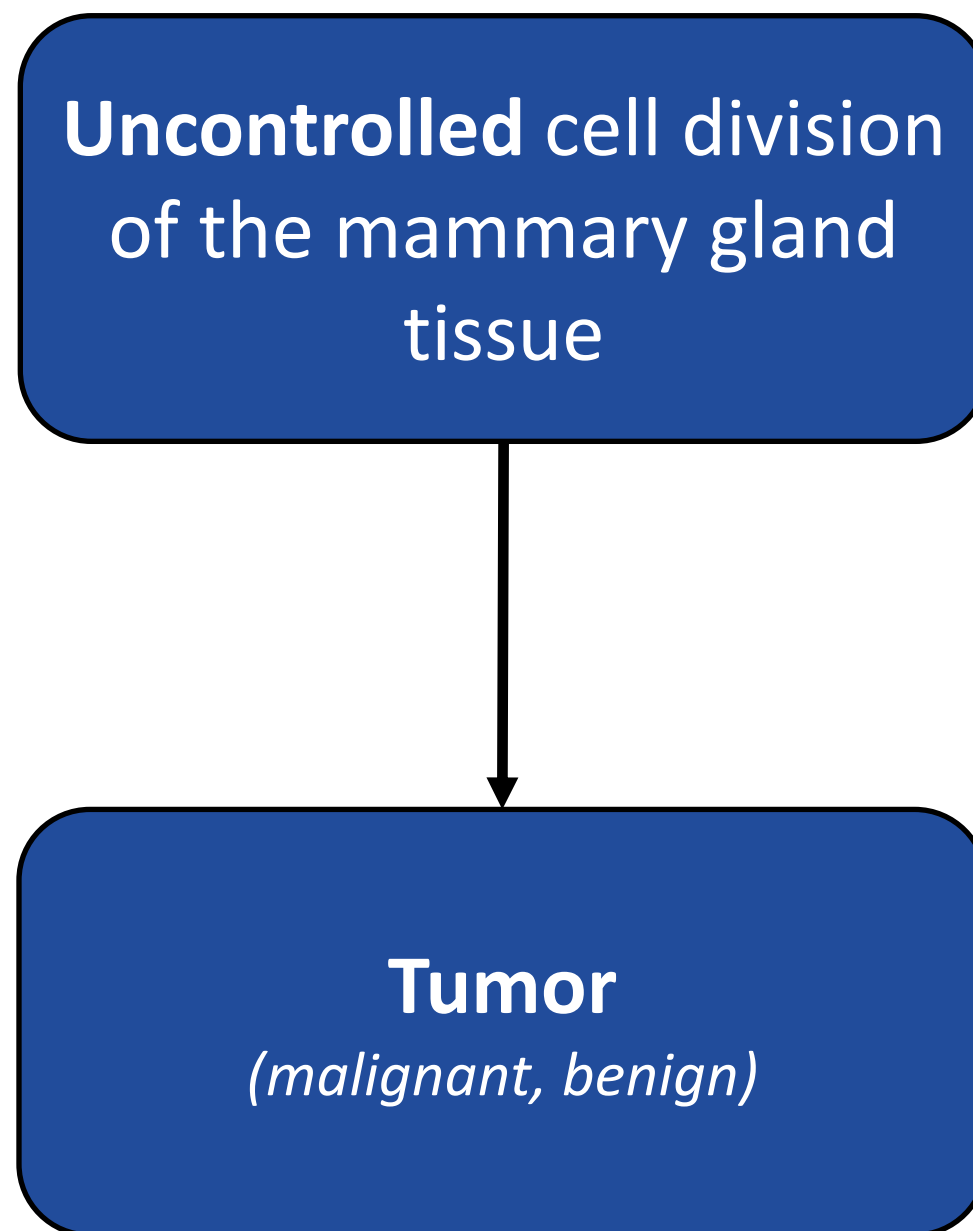 Uncontrolled cell division
of the mammary gland
tissue
Tumor
(malignant, benign)